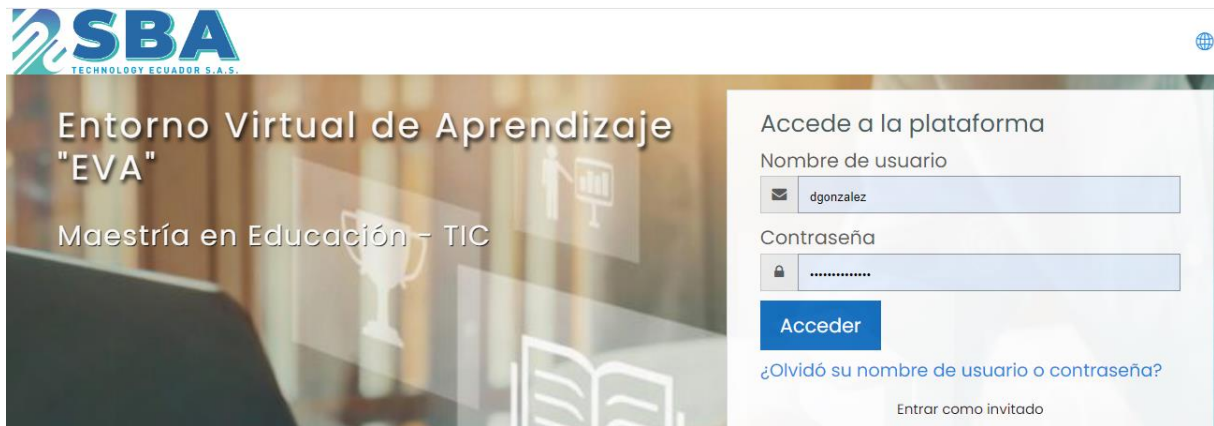 SBA
TECHNOLOGY ECUADOR S.A.S.
Entorno Virtual de Aprendizaje
"EVA"
Maestría en Educación - TIC
Accede a la plataforma
Nombre de usuario
dgonzalez
Contraseña
••••••••••••••
Acceder
¿Olvidó su nombre de usuario o contraseña?
Entrar como invitado